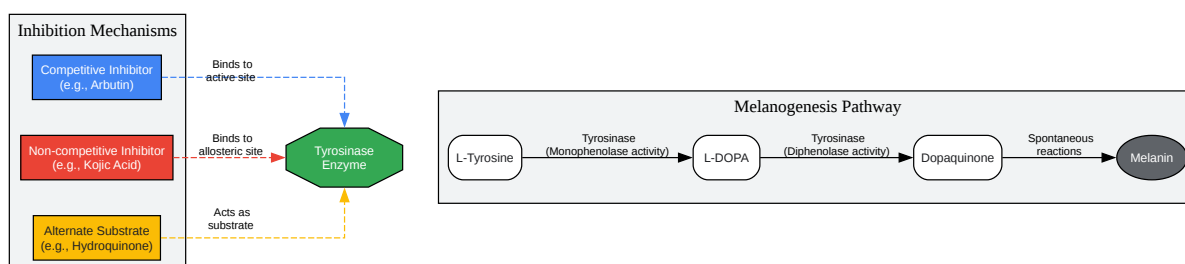 Inhibition Mechanisms
Competitive Inhibitor
(e.g., Arbutin)
Binds to
active site
Non-competitive Inhibitor
(e.g., Kojic Acid)
Binds to
allosteric site
Alternate Substrate
(e.g., Hydroquinone)
Acts as
substrate
Tyrosinase
Enzyme
Melanogenesis Pathway
L-Tyrosine
Tyrosinase
(Monophenolase activity)
L-DOPA
Tyrosinase
(Diphenolase activity)
Dopaquinone
Spontaneous
reactions
Melanin